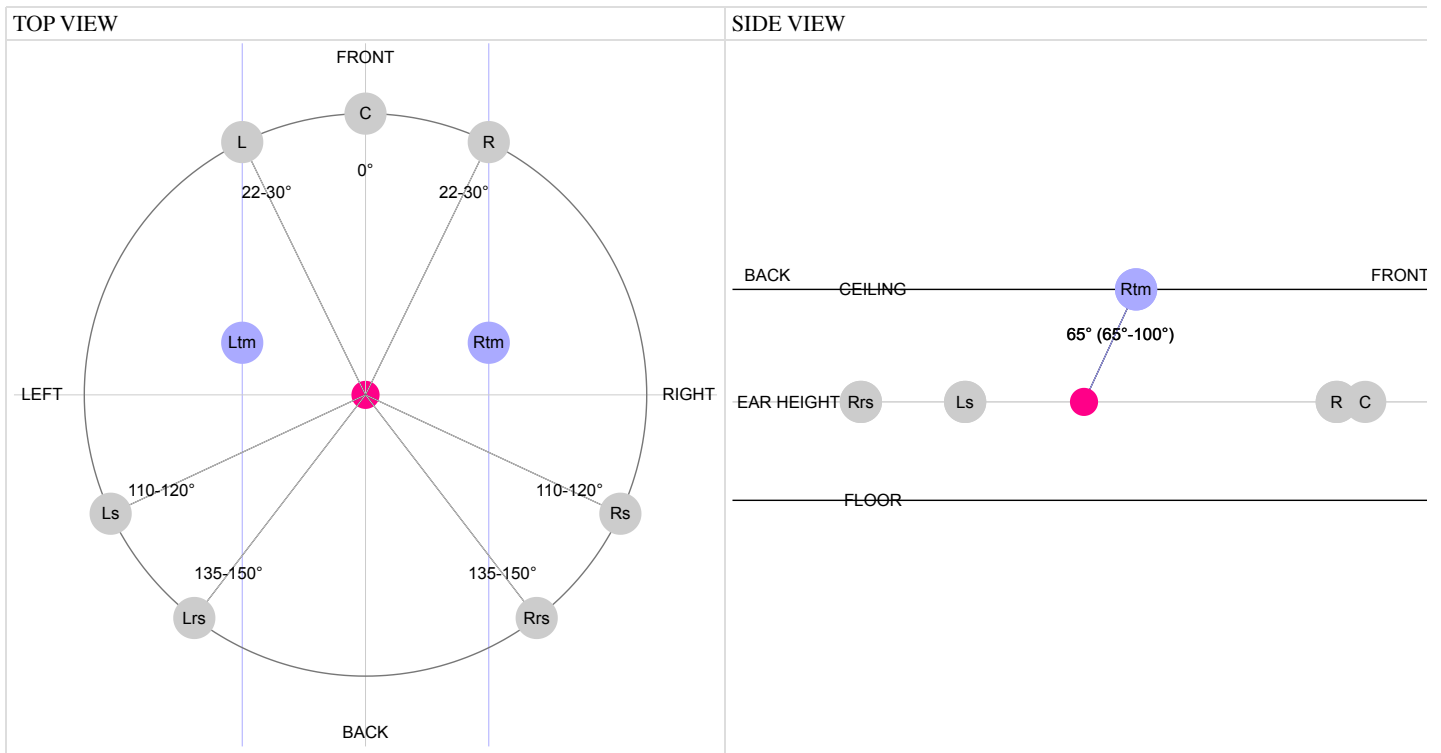 TOP VIEW
FRONT
C
L
R
0°
22-30°
22-30°
Ltm
Rtm
LEFT
RIGHT
110-120°
110-120°
Ls
Rs
135-150°
135-150°
Lrs
Rrs
BACK
SIDE VIEW
BACK
FRONT
CEILING
Rtm
65° (65°-100°)
EAR HEIGHT
Rrs
Ls
R
C
FLOOR